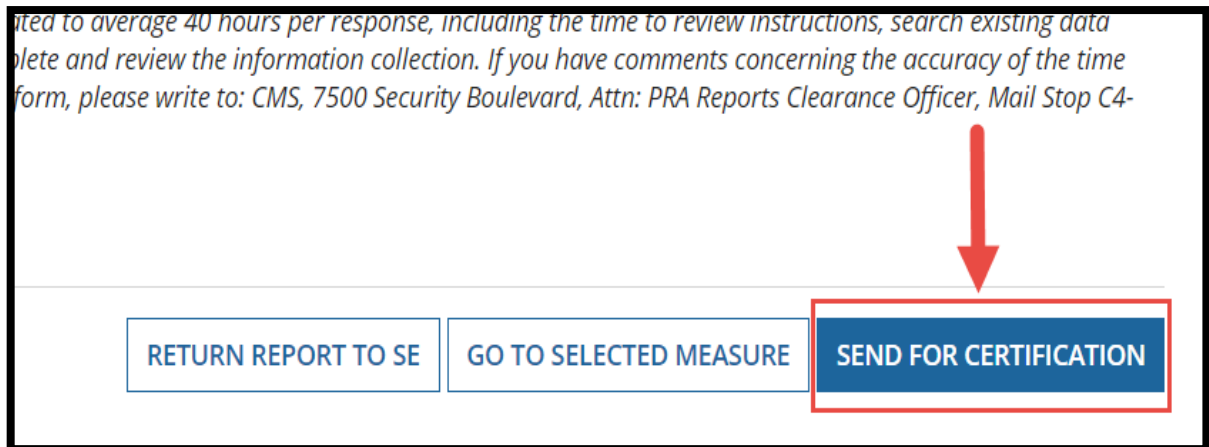 ated to average 40 hours per response, including the time to review instructions, search existing data
plete and review the information collection. If you have comments concerning the accuracy of the time
form, please write to: CMS, 7500 Security Boulevard, Attn: PRA Reports Clearance Officer, Mail Stop C4-
RETURN REPORT TO SE GO TO SELECTED MEASURE SEND FOR CERTIFICATION